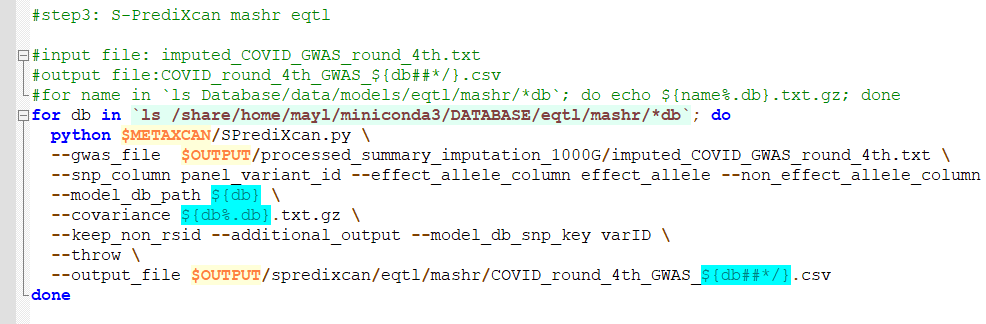 #step3: S-PrediXcan mashr eqtl
#input file: imputed_COVID_GWAS_round_4th.txt
#output file:COVID_round_4th_GWAS_${db##*/}.csv
#for name in `ls Database/data/models/eqtl/mashr/*db`; do echo ${name%.db}.txt.gz; done
for db in `ls /share/home/mayl/miniconda3/DATABASE/eqtl/mashr/*db`; do
python $METAXCAN/SPrediXcan.py \
--gwas_file $OUTPUT/processed_summary_imputation_1000G/imputed_COVID_GWAS_round_4th.txt \
--snp_column panel_variant_id --effect_allele_column effect_allele --non_effect_allele_column
--model_db_path ${db} \
--covariance ${db%.db}.txt.gz \
--keep_non_rsid --additional_output --model_db_snp_key varID \
--throw \
--output_file $OUTPUT/spredixcan/eqtl/mashr/COVID_round_4th_GWAS_${db##*/}.csv
done